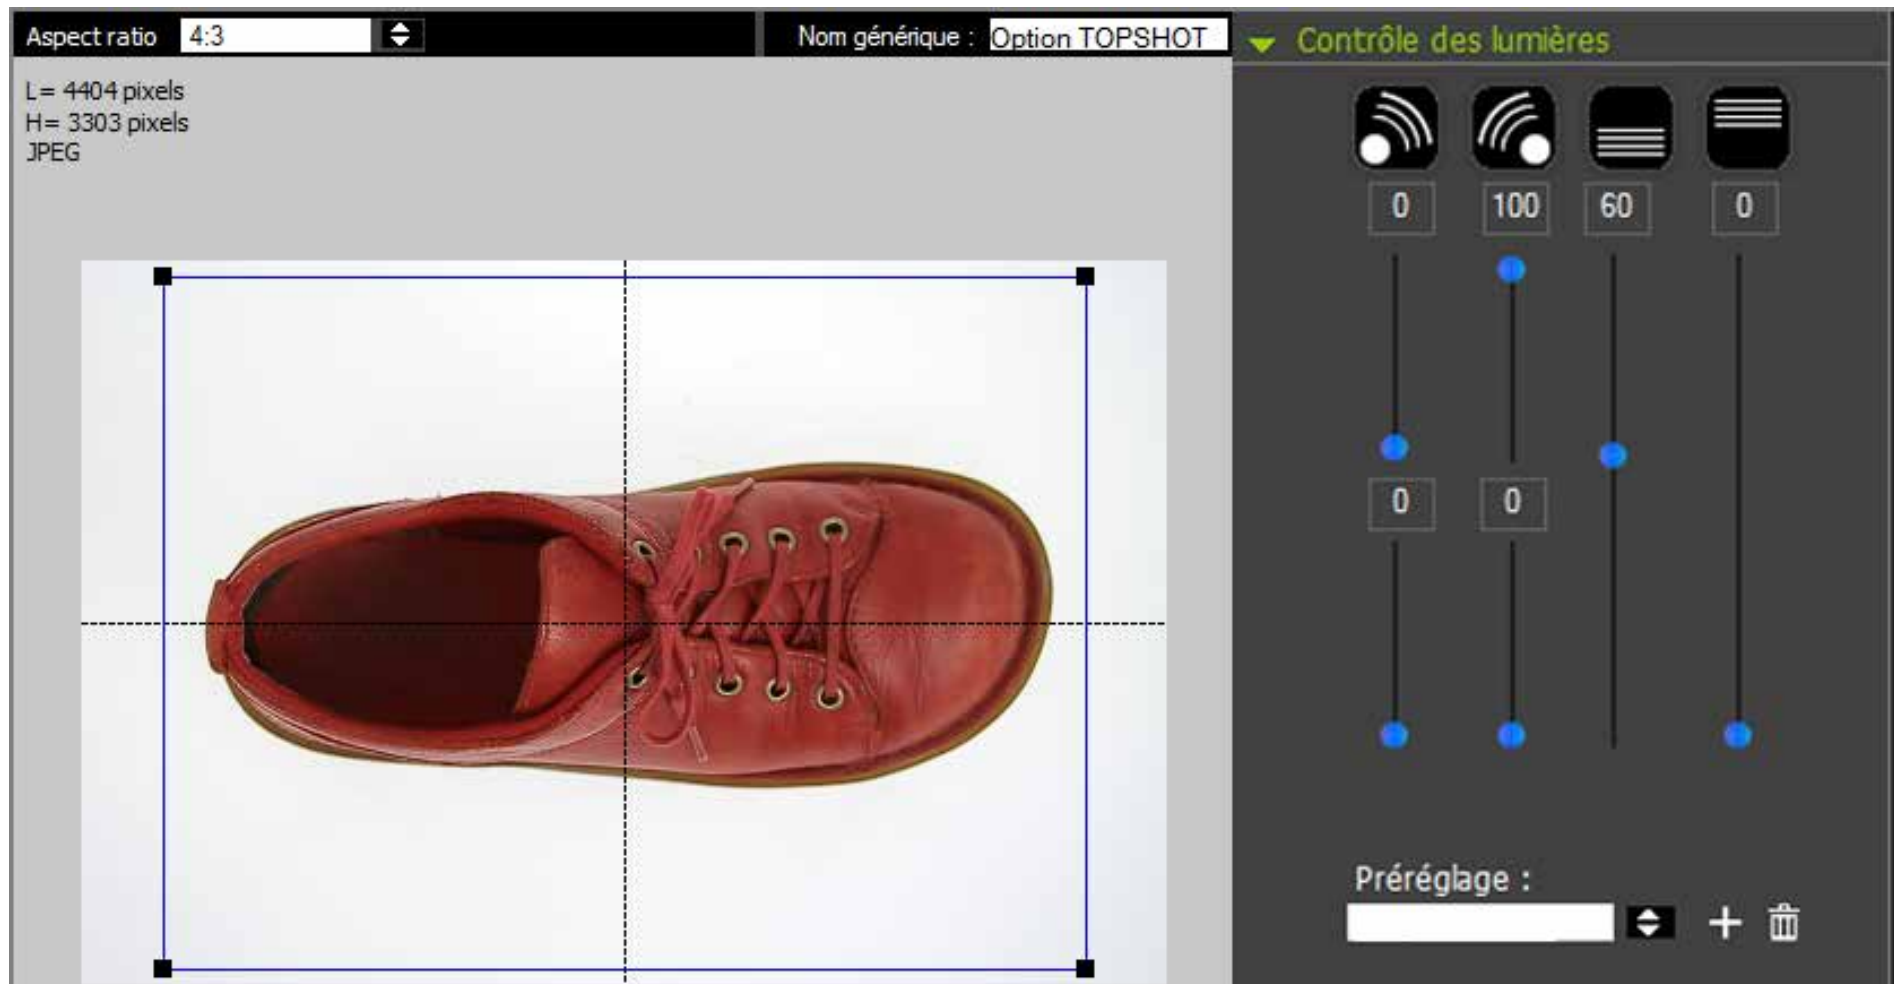 Aspect ratio 4:3
Nom générique : Option TOPSHOT
L= 4404 pixels
H= 3303 pixels
JPEG
Contrôle des lumières
0 100 60 0
0 0
Préréglage :